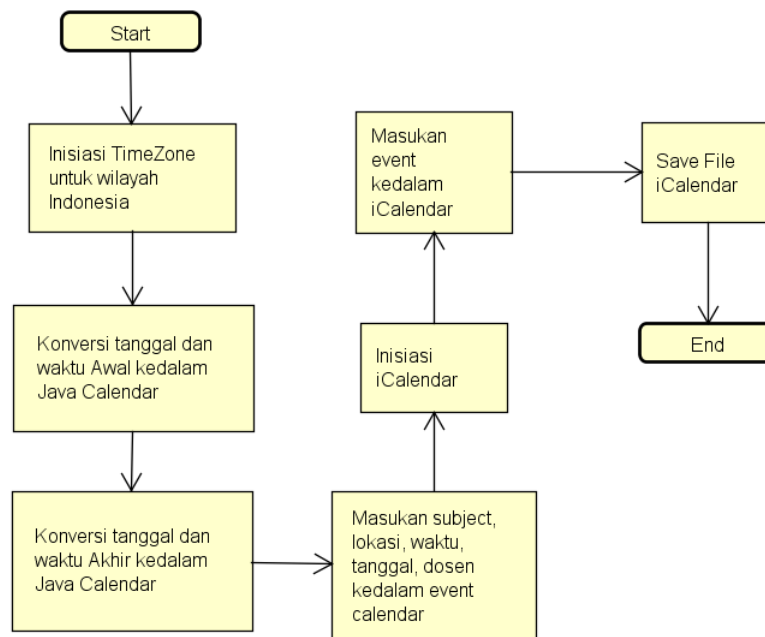 Start
Inisiasi TimeZone
untuk wilayah
Indonesia
Konversi tanggal dan
waktu Awal kedalam
Java Calendar
Konversi tanggal dan
waktu Akhir kedalam
Java Calendar
Masukan subject,
lokasi, waktu,
tanggal, dosen
kedalam event
calendar
Inisiasi
iCalendar
Masukan
event
kedalam
iCalendar
Save File
iCalendar
End